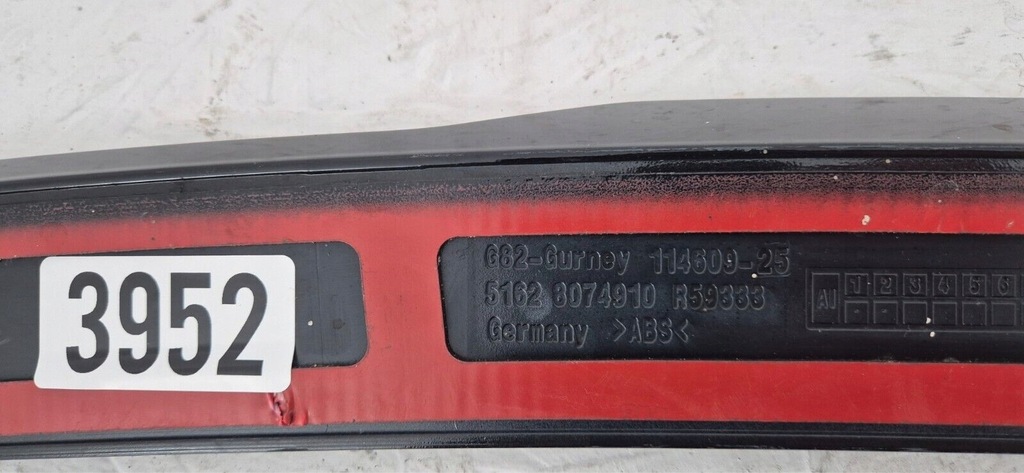 3952
G82-Gurney 114609-25
5162 8074910 R59333
Germany >ABS<
AI 1 2 3 4 5 6